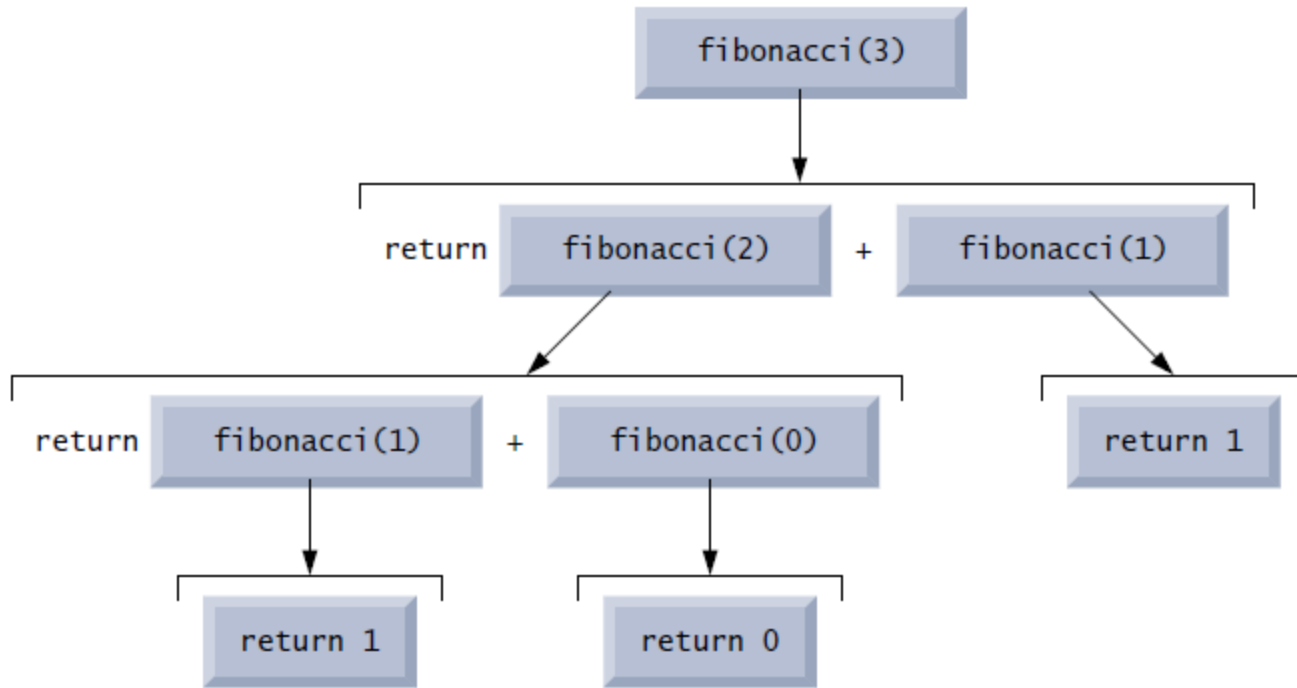 fibonacci(3)
return fibonacci(2) + fibonacci(1)
return fibonacci(1) + fibonacci(0)
return 1
return 1
return 0